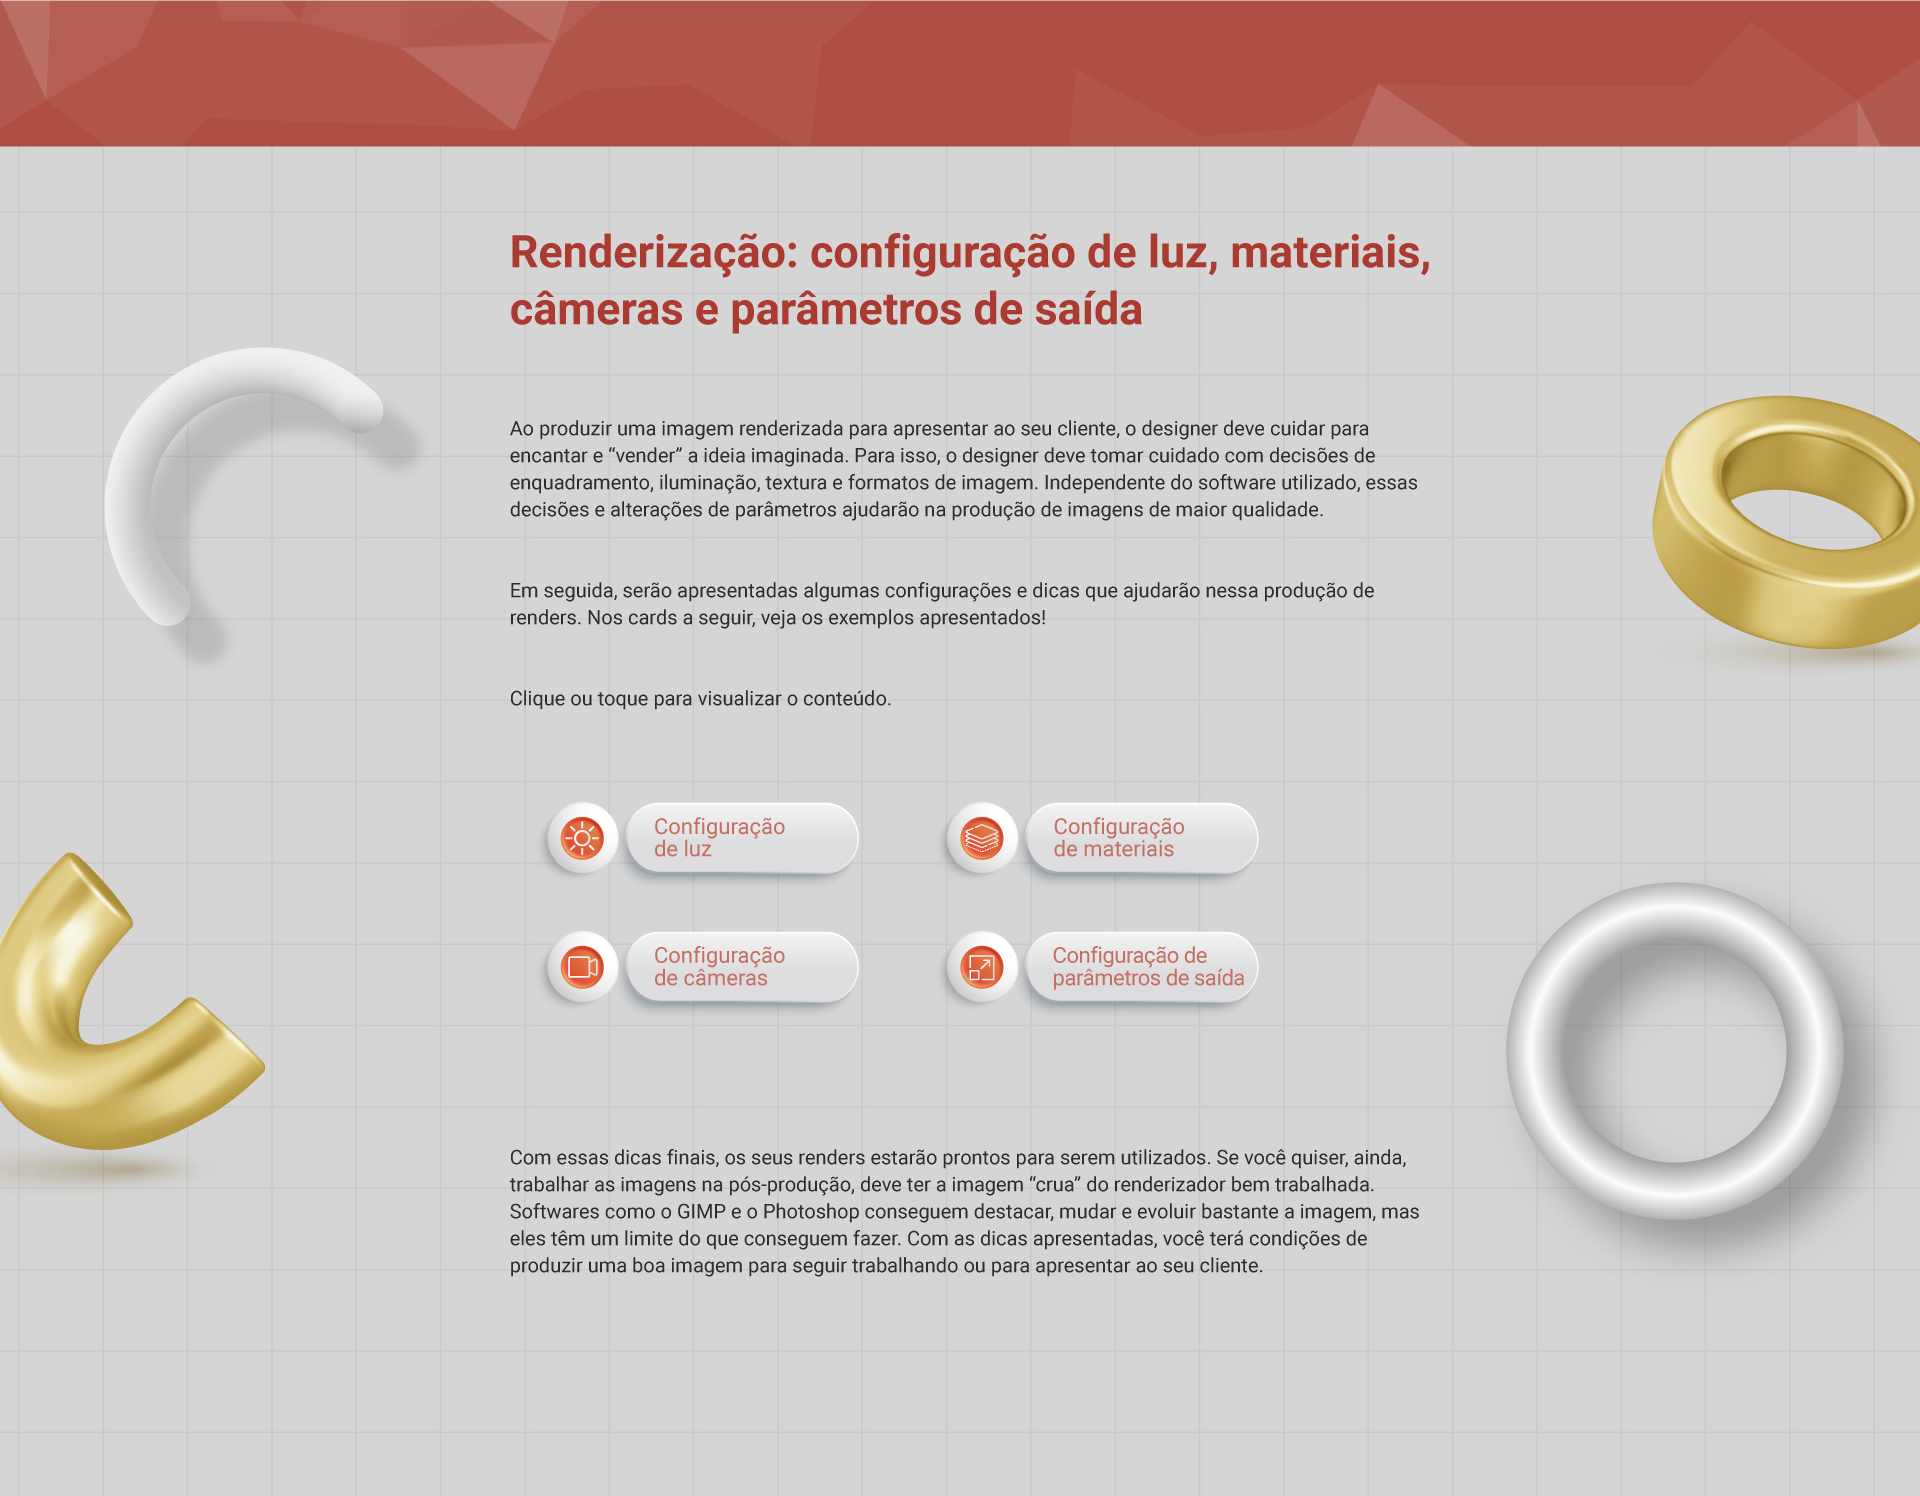 Renderização: configuração de luz, materiais,
câmeras e parâmetros de saída
Ao produzir uma imagem renderizada para apresentar ao seu cliente, o designer deve cuidar para
encantar e “vender” a ideia imaginada. Para isso, o designer deve tomar cuidado com decisões de
enquadramento, iluminação, textura e formatos de imagem. Independente do software utilizado, essas
decisões e alterações de parâmetros ajudarão na produção de imagens de maior qualidade.
Em seguida, serão apresentadas algumas configurações e dicas que ajudarão nessa produção de
renders. Nos cards a seguir, veja os exemplos apresentados!
Clique ou toque para visualizar o conteúdo.
Configuração
de luz
Configuração
de materiais
Configuração
de câmeras
Configuração de
parâmetros de saída
Com essas dicas finais, os seus renders estarão prontos para serem utilizados. Se você quiser, ainda,
trabalhar as imagens na pós-produção, deve ter a imagem “crua” do renderizador bem trabalhada.
Softwares como o GIMP e o Photoshop conseguem destacar, mudar e evoluir bastante a imagem, mas
eles têm um limite do que conseguem fazer. Com as dicas apresentadas, você terá condições de
produzir uma boa imagem para seguir trabalhando ou para apresentar ao seu cliente.